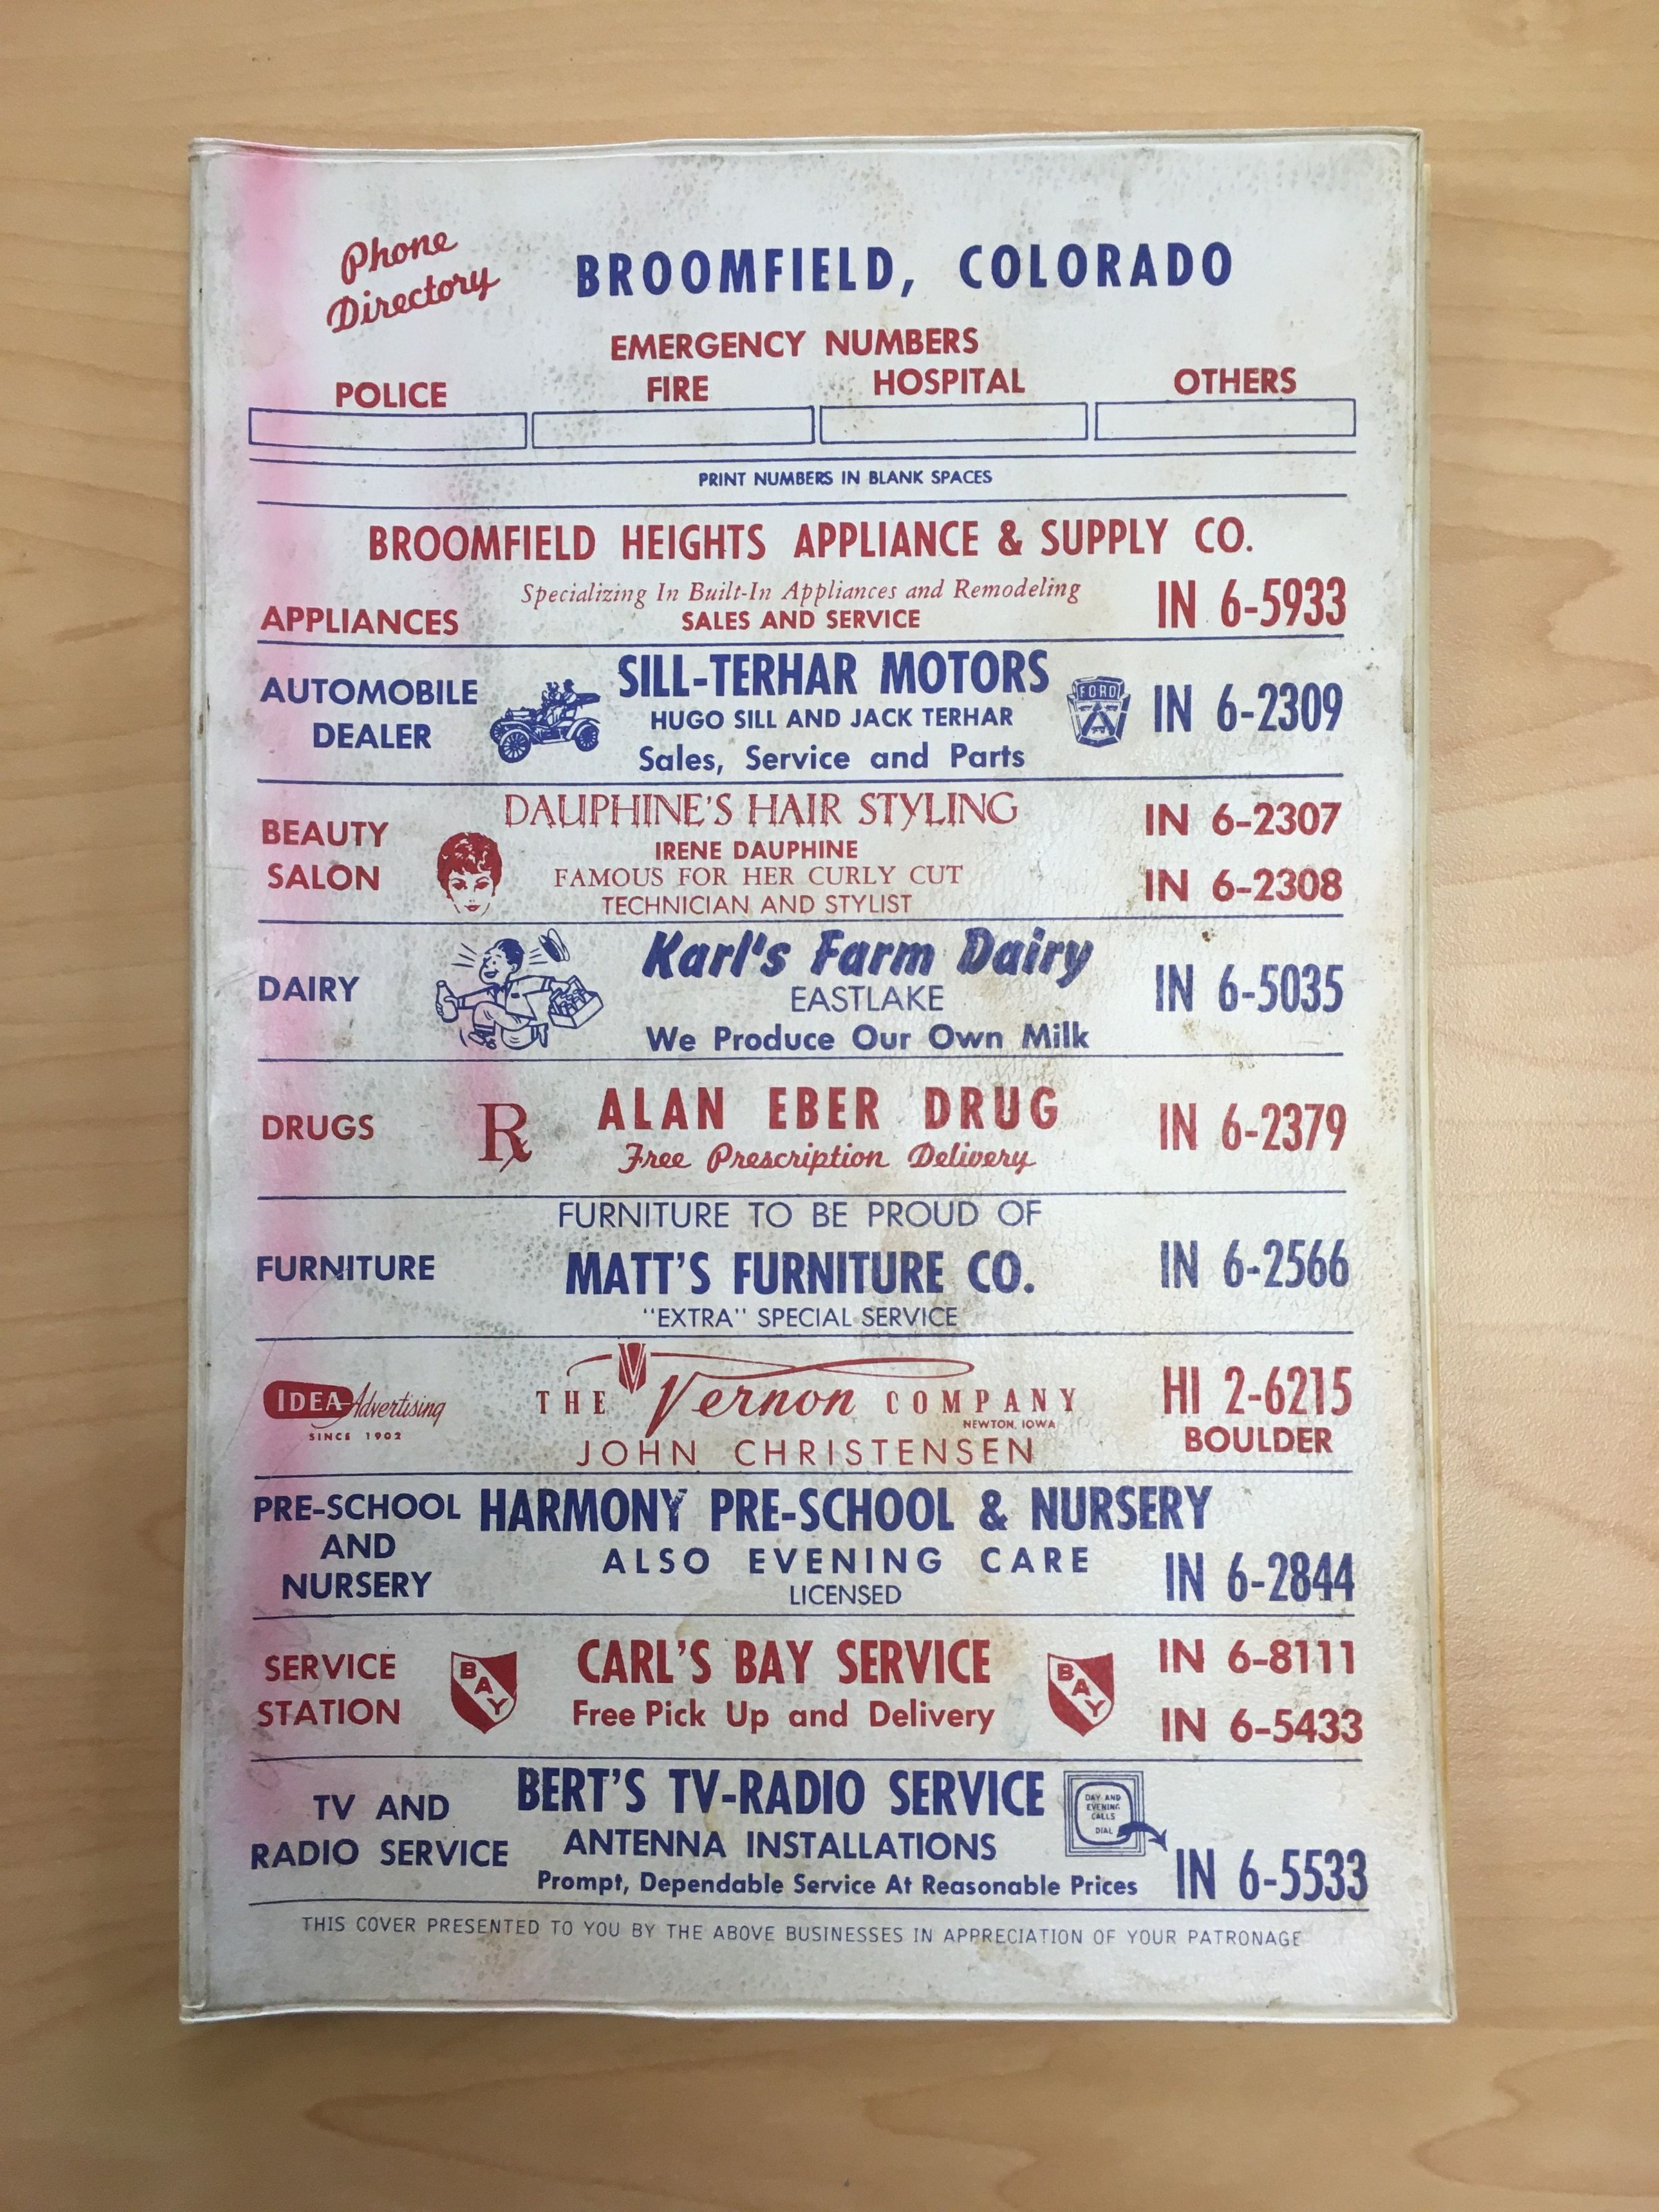 Phone
Directory
BROOMFIELD, COLORADO
EMERGENCY NUMBERS
POLICE FIRE HOSPITAL OTHERS
PRINT NUMBERS IN BLANK SPACES
BROOMFIELD HEIGHTS APPLIANCE & SUPPLY CO.
Specializing In Built-In Appliances and Remodeling
APPLIANCES SALES AND SERVICE IN 6-5933
AUTOMOBILE
DEALER
SILL-TERHAR MOTORS
HUGO SILL AND JACK TERHAR
Sales, Service and Parts
FORD
IN 6-2309
BEAUTY
SALON
DAUPHINE'S HAIR STYLING
IRENE DAUPHINE
FAMOUS FOR HER CURLY CUT
TECHNICIAN AND STYLIST
IN 6-2307
IN 6-2308
DAIRY
Karl's Farm Dairy
EASTLAKE
We Produce Our Own Milk
IN 6-5035
DRUGS
Rx
ALAN EBER DRUG
Free Prescription Delivery
IN 6-2379
FURNITURE TO BE PROUD OF
FURNITURE
MATT'S FURNITURE CO.
"EXTRA" SPECIAL SERVICE
IN 6-2566
IDEA Advertising
SINCE 1902
V
THE Vernon COMPANY
NEWTON, IOWA
JOHN CHRISTENSEN
HI 2-6215
BOULDER
PRE-SCHOOL
AND
NURSERY
HARMONY PRE-SCHOOL & NURSERY
ALSO EVENING CARE
LICENSED
IN 6-2844
SERVICE
STATION
BAY
CARL'S BAY SERVICE
Free Pick Up and Delivery
BAY
IN 6-8111
IN 6-5433
TV AND
RADIO SERVICE
BERT'S TV-RADIO SERVICE
ANTENNA INSTALLATIONS
Prompt, Dependable Service At Reasonable Prices
DAY AND
EVENING
CALLS
DIAL
IN 6-5533
THIS COVER PRESENTED TO YOU BY THE ABOVE BUSINESSES IN APPRECIATION OF YOUR PATRONAGE